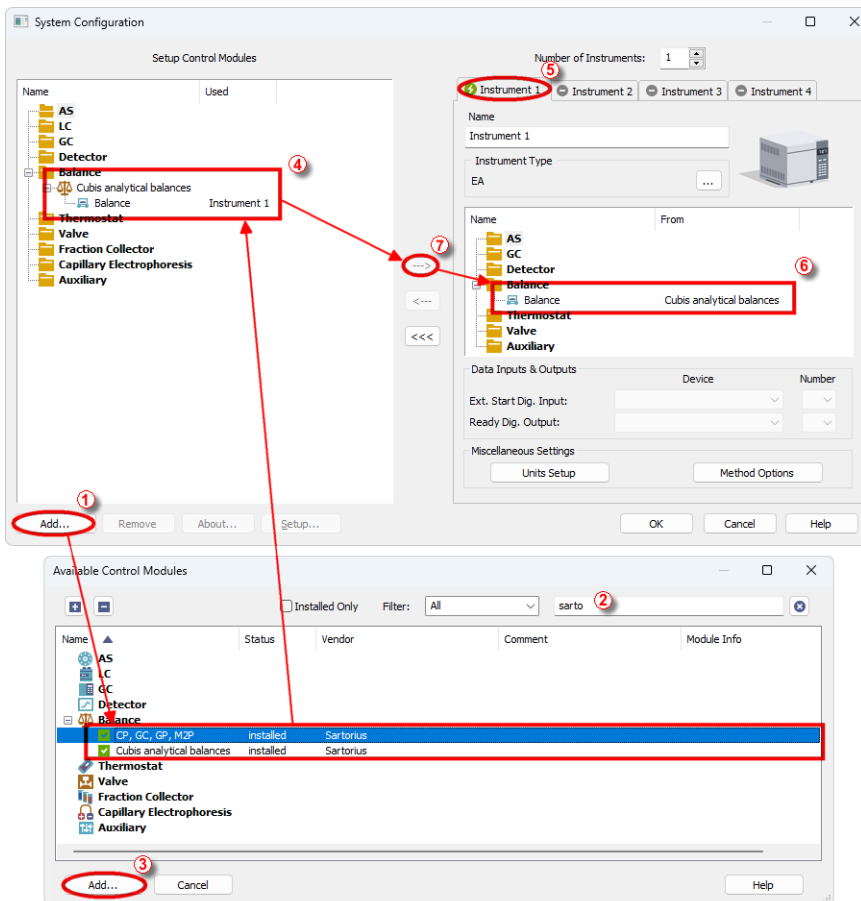 System Configuration
Setup Control Modules
Number of Instruments: 1
⑤
Name Used
AS
LC
GC
Detector
Balance
④
Cubis analytical balances
Balance Instrument 1
Thermostat
Valve
Fraction Collector
Capillary Electrophoresis
Auxiliary
⑦
--->
<---
<<<
Instrument 1 Instrument 2 Instrument 3 Instrument 4
Name
Instrument 1
Instrument Type
EA ...
Name From
AS
GC
Detector
⑥
Balance
Balance Cubis analytical balances
Thermostat
Valve
Auxiliary
Data Inputs & Outputs
Device Number
Ext. Start Dig. Input:
Ready Dig. Output:
Miscellaneous Settings
Units Setup Method Options
①
Add... Remove About... Setup... OK Cancel Help
Available Control Modules
Installed Only Filter: All sarto ②
Name Status Vendor Comment Module Info
AS
LC
GC
Detector
Balance
CP, GC, GP, M2P installed Sartorius
Cubis analytical balances installed Sartorius
Thermostat
Valve
Fraction Collector
Capillary Electrophoresis
Auxiliary
③
Add... Cancel Help